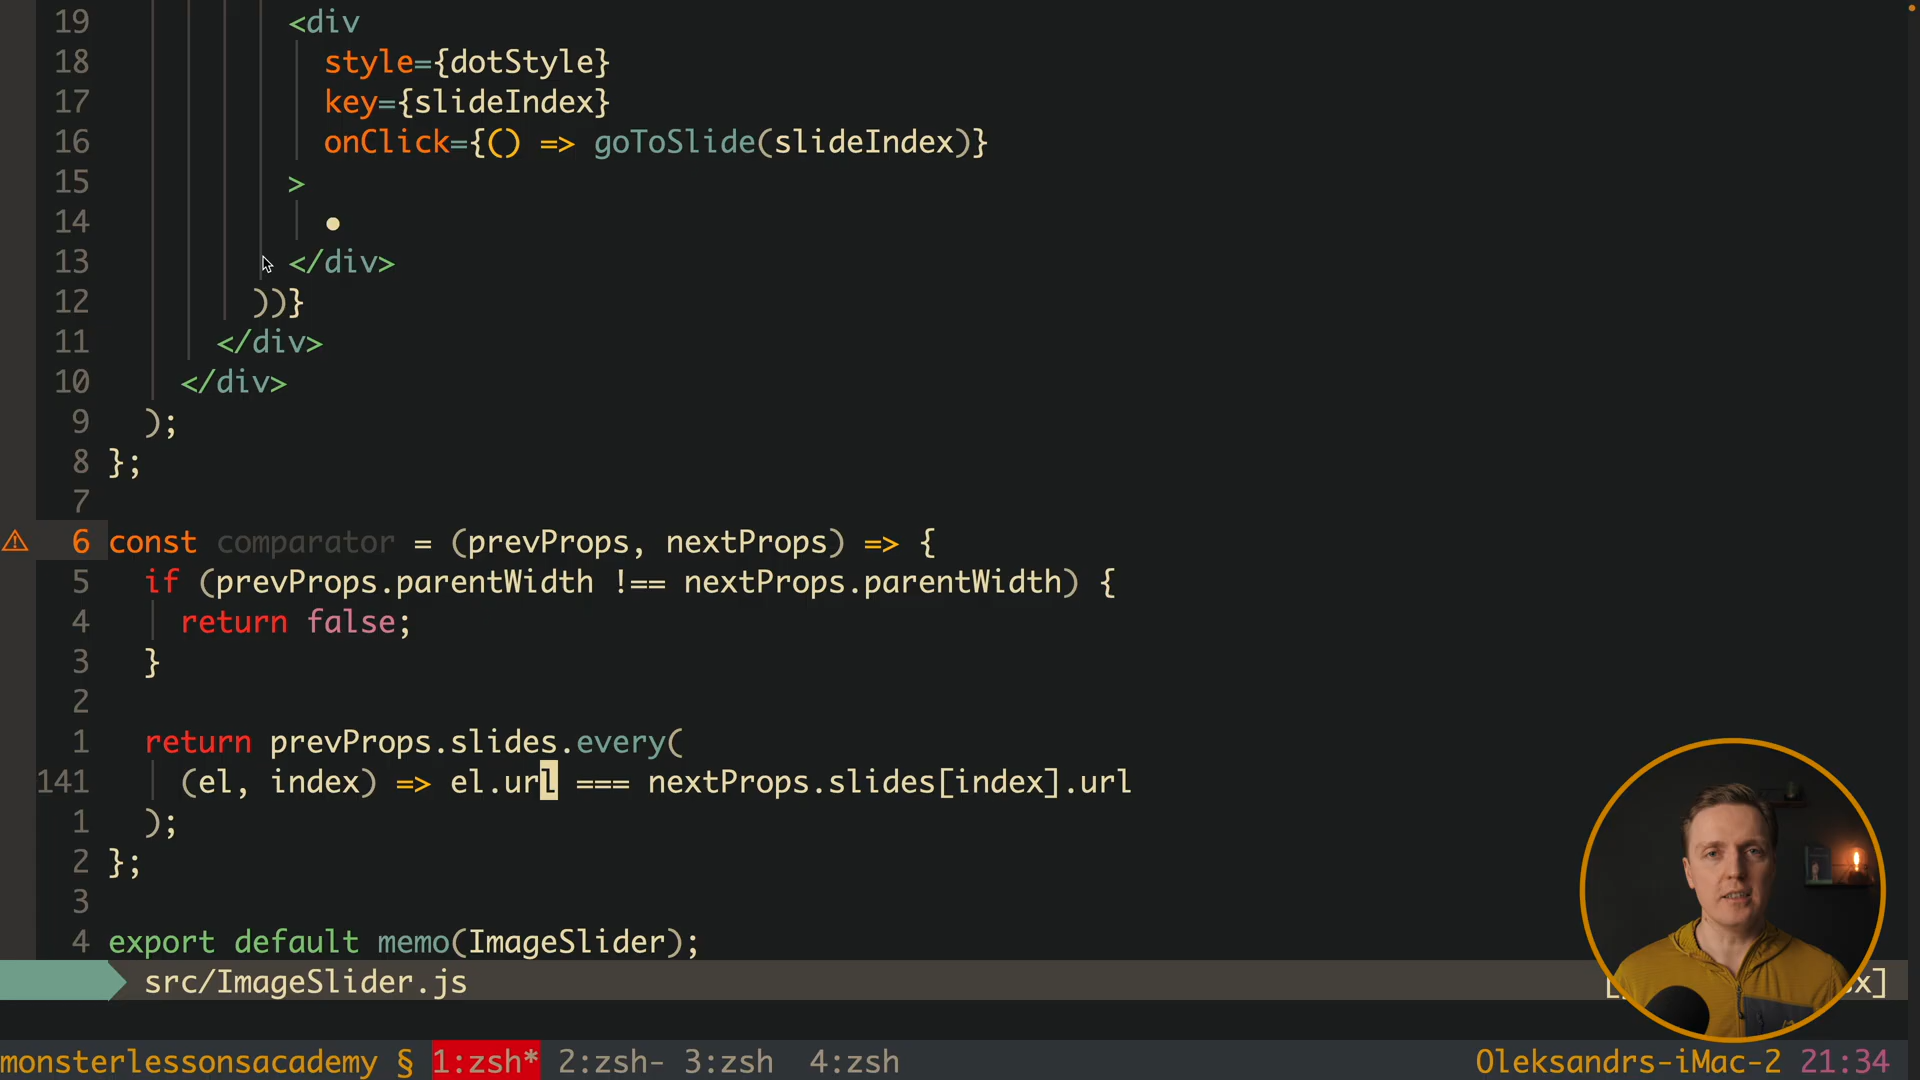 19 <div
18 style={dotStyle}
17 key={slideIndex}
16 onClick={() => goToSlide(slideIndex)}
15 >
14 ●
13 </div>
12 ))}
11 </div>
10 </div>
9 );
8 };
7
6 const comparator = (prevProps, nextProps) => {
5 if (prevProps.parentWidth !== nextProps.parentWidth) {
4 return false;
3 }
2
1 return prevProps.slides.every(
141 (el, index) => el.url === nextProps.slides[index].url
1 );
2 };
3
4 export default memo(ImageSlider);
src/ImageSlider.js
monsterlessonsacademy § 1:zsh* 2:zsh- 3:zsh 4:zsh Oleksandrs-iMac-2 21:34